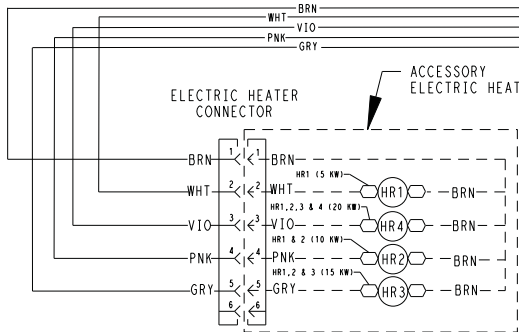 BRN
WHT
VIO
PNK
GRY
ACCESSORY
ELECTRIC HEAT
ELECTRIC HEATER
CONNECTOR
BRN 1 1 BRN
HR1 (5 KW)
WHT 2 2 WHT HR1 BRN
HR1,2,3 & 4 (20 KW)
VIO 3 3 VIO HR4 BRN
HR1 & 2 (10 KW)
PNK 4 4 PNK HR2 BRN
HR1,2 & 3 (15 KW)
GRY 5 5 GRY HR3 BRN
6 6